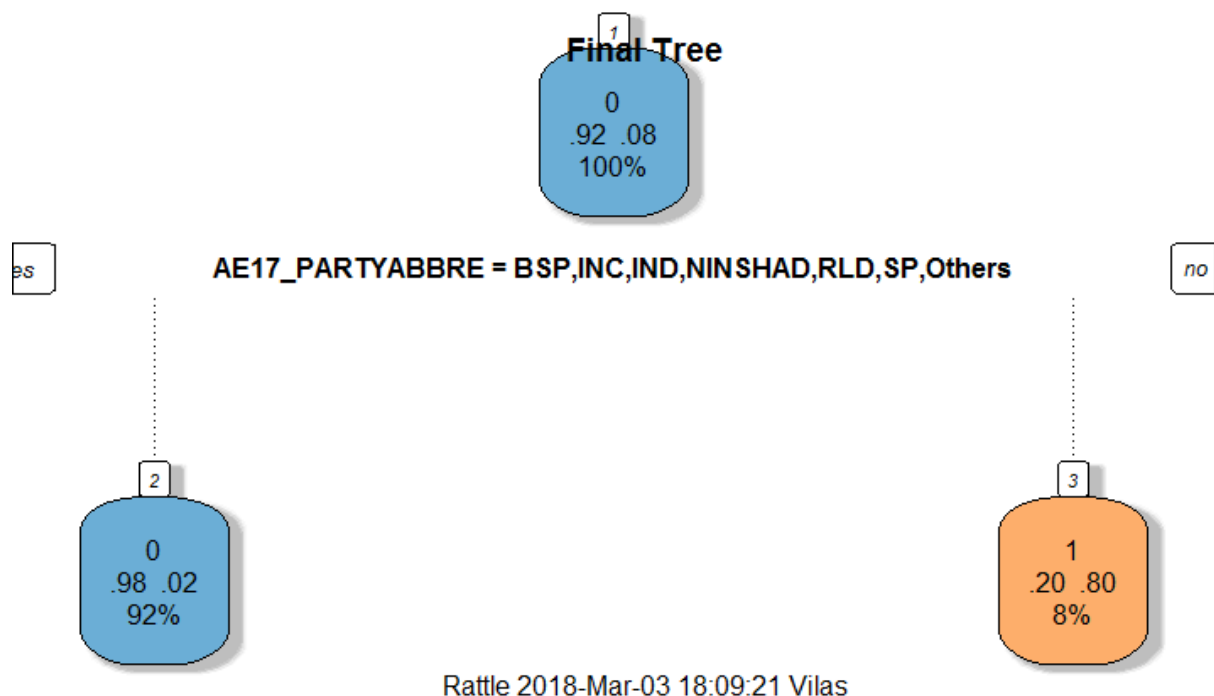 1
Final Tree
0
.92 .08
100%
es
AE17_PARTYABBRE = BSP,INC,IND,NINSHAD,RLD,SP,Others
no
2
3
0
.98 .02
92%
1
.20 .80
8%
Rattle 2018-Mar-03 18:09:21 Vilas